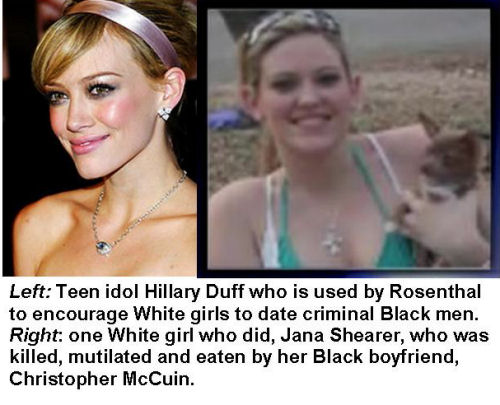 Left: Teen idol Hillary Duff who is used by Rosenthal
to encourage White girls to date criminal Black men.
Right: one White girl who did, Jana Shearer, who was
killed, mutilated and eaten by her Black boyfriend,
Christopher McCuin.